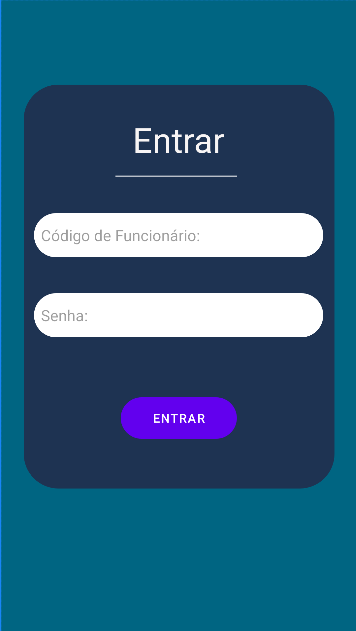 Entrar
Código de Funcionário:
Senha:
ENTRAR